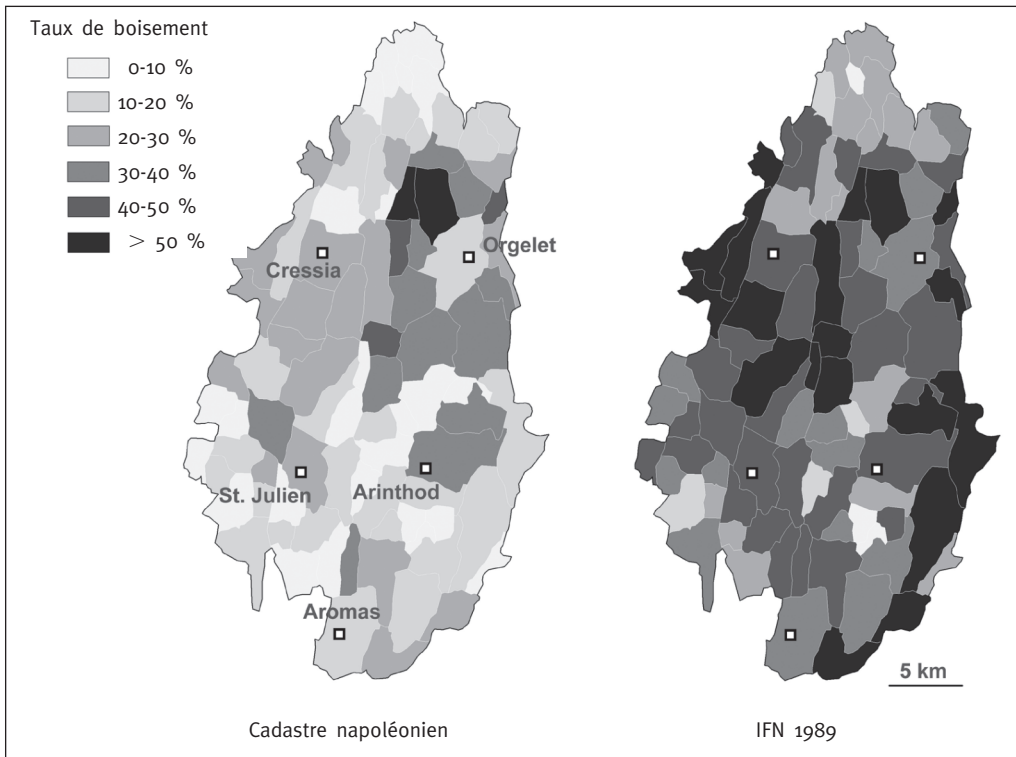 Taux de boisement
0-10 %
10-20 %
20-30 %
30-40 %
40-50 %
> 50 %
Orgelet
Cressia
St. Julien
Arinthod
Aromas
5 km
Cadastre napoléonien
IFN 1989